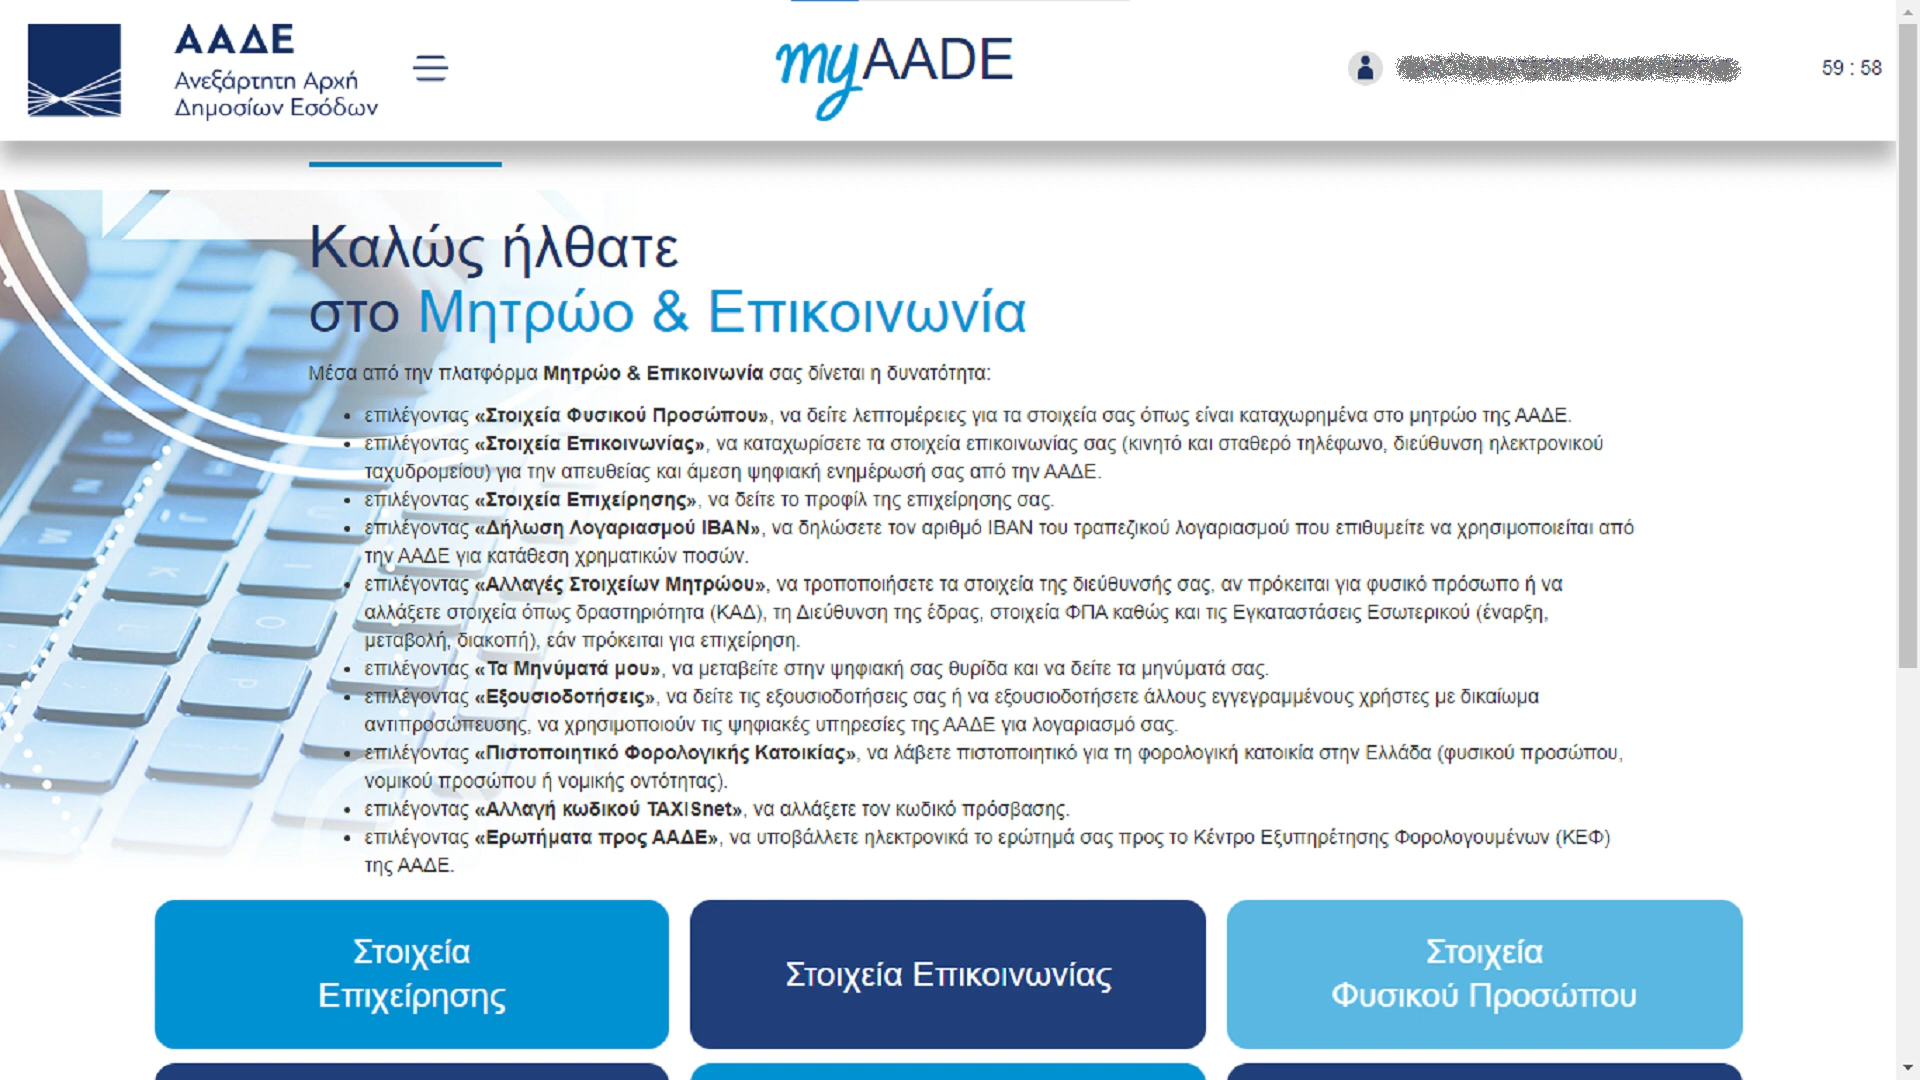 ΑΑΔΕ
Ανεξάρτητη Αρχή
Δημοσίων Εσόδων
myAADE
59 : 58
Καλώς ήλθατε
στο Μητρώο & Επικοινωνία
Μέσα από την πλατφόρμα Μητρώο & Επικοινωνία σας δίνεται η δυνατότητα:
• επιλέγοντας «Στοιχεία Φυσικού Προσώπου», να δείτε λεπτομέρειες για τα στοιχεία σας όπως είναι καταχωρημένα στο μητρώο της ΑΑΔΕ.
• επιλέγοντας «Στοιχεία Επικοινωνίας», να καταχωρίσετε τα στοιχεία επικοινωνίας σας (κινητό και σταθερό τηλέφωνο, διεύθυνση ηλεκτρονικού
ταχυδρομείου) για την απευθείας και άμεση ψηφιακή ενημέρωσή σας από την ΑΑΔΕ.
• επιλέγοντας «Στοιχεία Επιχείρησης», να δείτε το προφίλ της επιχείρησης σας.
• επιλέγοντας «Δήλωση Λογαριασμού IBAN», να δηλώσετε τον αριθμό IBAN του τραπεζικού λογαριασμού που επιθυμείτε να χρησιμοποιείται από
την ΑΑΔΕ για κατάθεση χρηματικών ποσών.
• επιλέγοντας «Αλλαγές Στοιχείων Μητρώου», να τροποποιήσετε τα στοιχεία της διεύθυνσής σας, αν πρόκειται για φυσικό πρόσωπο ή να
αλλάξετε στοιχεία όπως δραστηριότητα (ΚΑΔ), τη Διεύθυνση της έδρας, στοιχεία ΦΠΑ καθώς και τις Εγκαταστάσεις Εσωτερικού (έναρξη,
μεταβολή, διακοπή), εάν πρόκειται για επιχείρηση.
• επιλέγοντας «Τα Μηνύματά μου», να μεταβείτε στην ψηφιακή σας θυρίδα και να δείτε τα μηνύματά σας.
• επιλέγοντας «Εξουσιοδοτήσεις», να δείτε τις εξουσιοδοτήσεις σας ή να εξουσιοδοτήσετε άλλους εγγεγραμμένους χρήστες με δικαίωμα
αντιπροσώπευσης, να χρησιμοποιούν τις ψηφιακές υπηρεσίες της ΑΑΔΕ για λογαριασμό σας.
• επιλέγοντας «Πιστοποιητικό Φορολογικής Κατοικίας», να λάβετε πιστοποιητικό για τη φορολογική κατοικία στην Ελλάδα (φυσικού προσώπου,
νομικού προσώπου ή νομικής οντότητας).
• επιλέγοντας «Αλλαγή κωδικού TAXISnet», να αλλάξετε τον κωδικό πρόσβασης.
• επιλέγοντας «Ερωτήματα προς ΑΑΔΕ», να υποβάλλετε ηλεκτρονικά το ερώτημά σας προς το Κέντρο Εξυπηρέτησης Φορολογουμένων (ΚΕΦ)
της ΑΑΔΕ.
Στοιχεία
Επιχείρησης
Στοιχεία Επικοινωνίας
Στοιχεία
Φυσικού Προσώπου